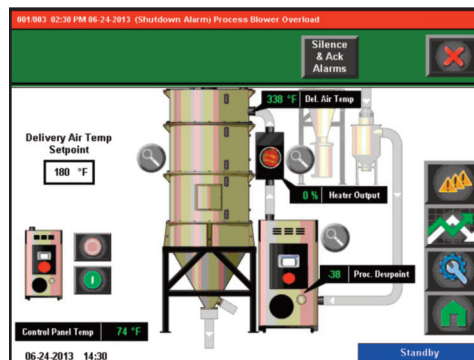 001/003 02:30 PM 06-24-2013 (Shutdown Alarm) Process Blower Overload
Silence
& Ack
Alarms
338 °F Del. Air Temp
Delivery Air Temp
Setpoint
180 °F
0 % Heater Output
-38 Proc. Dewpoint
Control Panel Temp 74 °F
06-24-2013 14:30
Standby